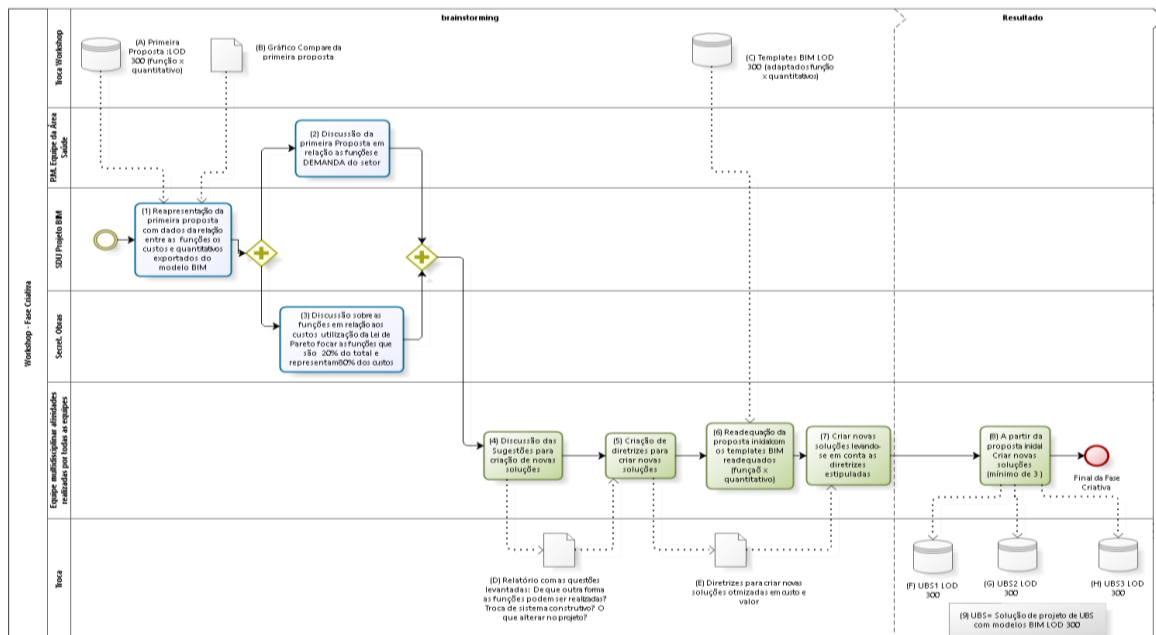 brainstorming
Resultado
Workshop - Fase Criativa
Troca Workshop
(A) Primeira
Proposta :LOD
300 (função x
quantitativo)
(B) Gráfico Compare da
primeira proposta
(C) Templates BIM LOD
300 (adaptados função
x quantitativos)
P.M. Equipe da Área
Saúde
(2) Discussão da
primeira Proposta em
relação as funções e
DEMANDA do setor
SDU Projeto BIM
(1) Reapresentação da
primeira proposta
com dados da relação
entre as funções os
custos e quantitativos
exportados do
modelo BIM
Secret. Obras
(3) Discussão sobre as
funções em relação aos
custos utilização da Lei de
Pareto focar as funções que
são 20% do total e
representam80% dos custos
Equipe multidisciplinar atividades
realizadas por todas as equipes
(4) Discussão das
Sugestões para
criação de novas
soluções
(5) Criação de
diretrizes para
criar novas
soluções
(6) Readequação da
proposta inicialcom
os templates BIM
readequados
(funçaõ x
quantitativo)
(7) Criar novas
soluções levando-
se em conta as
diretrizes
estipuladas
(8) A partir da
proposta inicial
Criar novas
soluções
(mínimo de 3 )
Final da Fase
Criativa
Troca
(D) Relatório com as questões
levantadas: De que outra forma
as funções podem ser realizadas?
Troca de sistema construtivo? O
que alterar no projeto?
(E) Diretrizes para criar novas
soluções otmizadas em custo e
valor
(F) UBS1 LOD
300
(G) UBS2 LOD
300
(H) UBS3 LOD
300
(9) UBS= Solução de projeto de UBS
com modelos BIM LOD 300